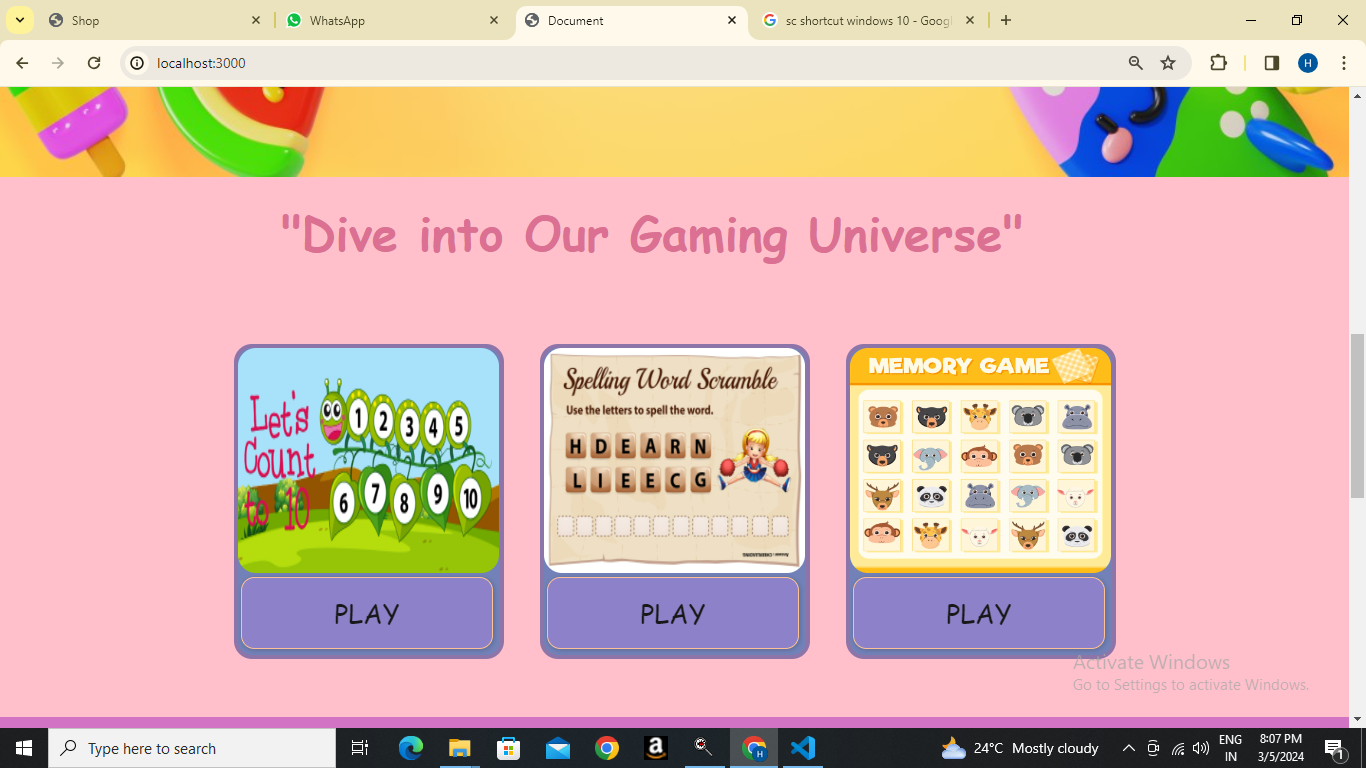 Shop
WhatsApp
Document
sc shortcut windows 10 - Googl
localhost:3000
H
"Dive into Our Gaming Universe"
Let's
Count
to 10
1 2 3 4 5
6 7 8 9 10
PLAY
Spelling Word Scramble
Use the letters to spell the word.
H D E A R N
L I E E C G
PLAY
MEMORY GAME
PLAY
Activate Windows
Go to Settings to activate Windows.
Type here to search
a
H
24°C Mostly cloudy
ENG
IN
8:07 PM
3/5/2024
1